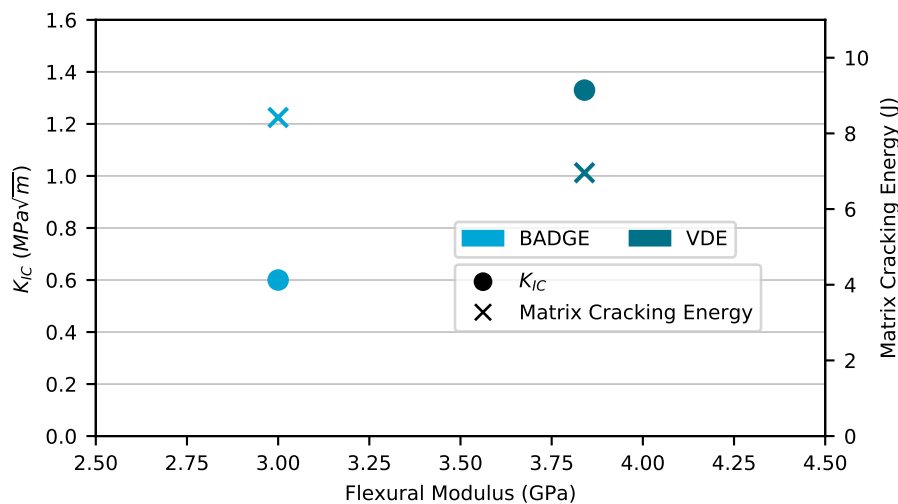 1.6
1.4
1.2
1.0
0.8
0.6
0.4
0.2
0.0
K_IC (MPa√m)
10
8
6
4
2
0
Matrix Cracking Energy (J)
BADGE VDE
K_IC
Matrix Cracking Energy
2.50 2.75 3.00 3.25 3.50 3.75 4.00 4.25 4.50
Flexural Modulus (GPa)